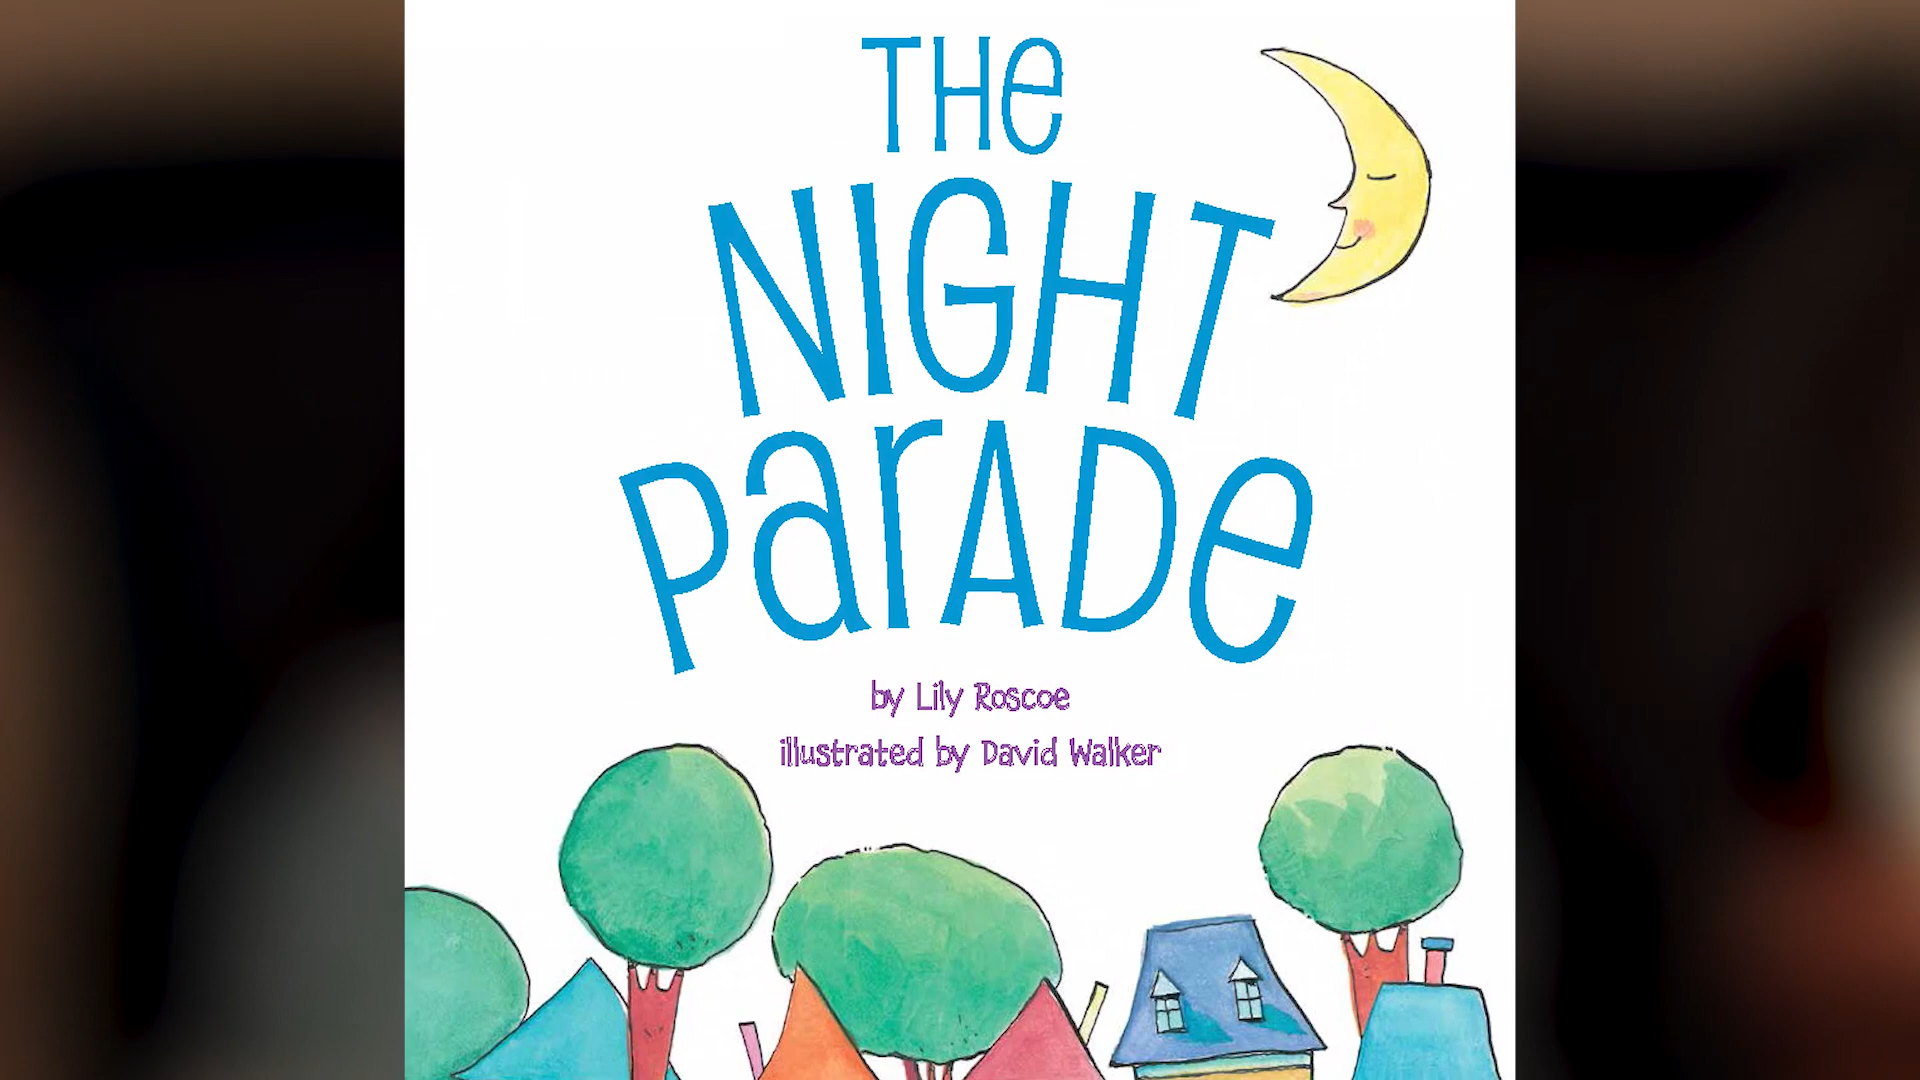 THe
NIGHT
ParADe
by Lily Roscoe
illustrated by David Walker